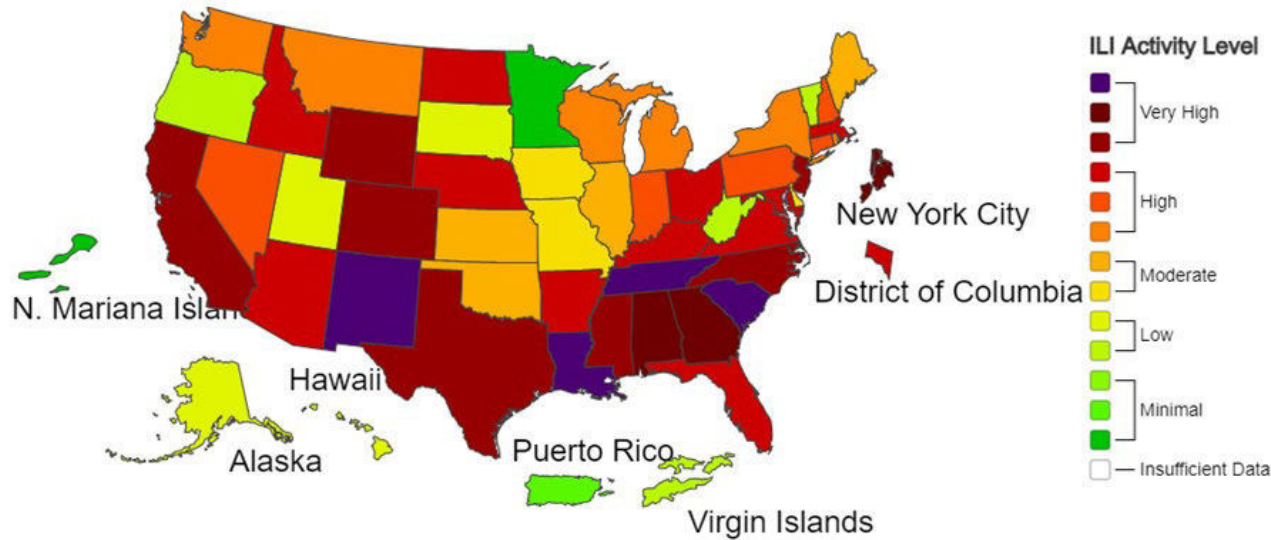 ILI Activity Level
Very High
High
New York City
Moderate
District of Columbia
N. Mariana Islan
Low
Hawaii
Minimal
Puerto Rico
Alaska
Insufficient Data
Virgin Islands